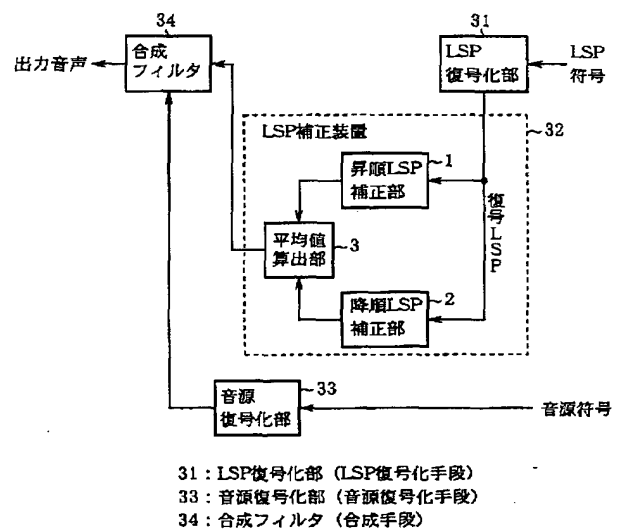 34
合成
フィルタ
出力音声
31
LSP
復号化部
LSP
符号
LSP補正装置
32
昇順LSP
補正部
1
復号LSP
平均値
算出部
3
降順LSP
補正部
2
音源
復号化部
33
音源符号
31：LSP復号化部（LSP復号化手段）
33：音源復号化部（音源復号化手段）
34：合成フィルタ（合成手段）